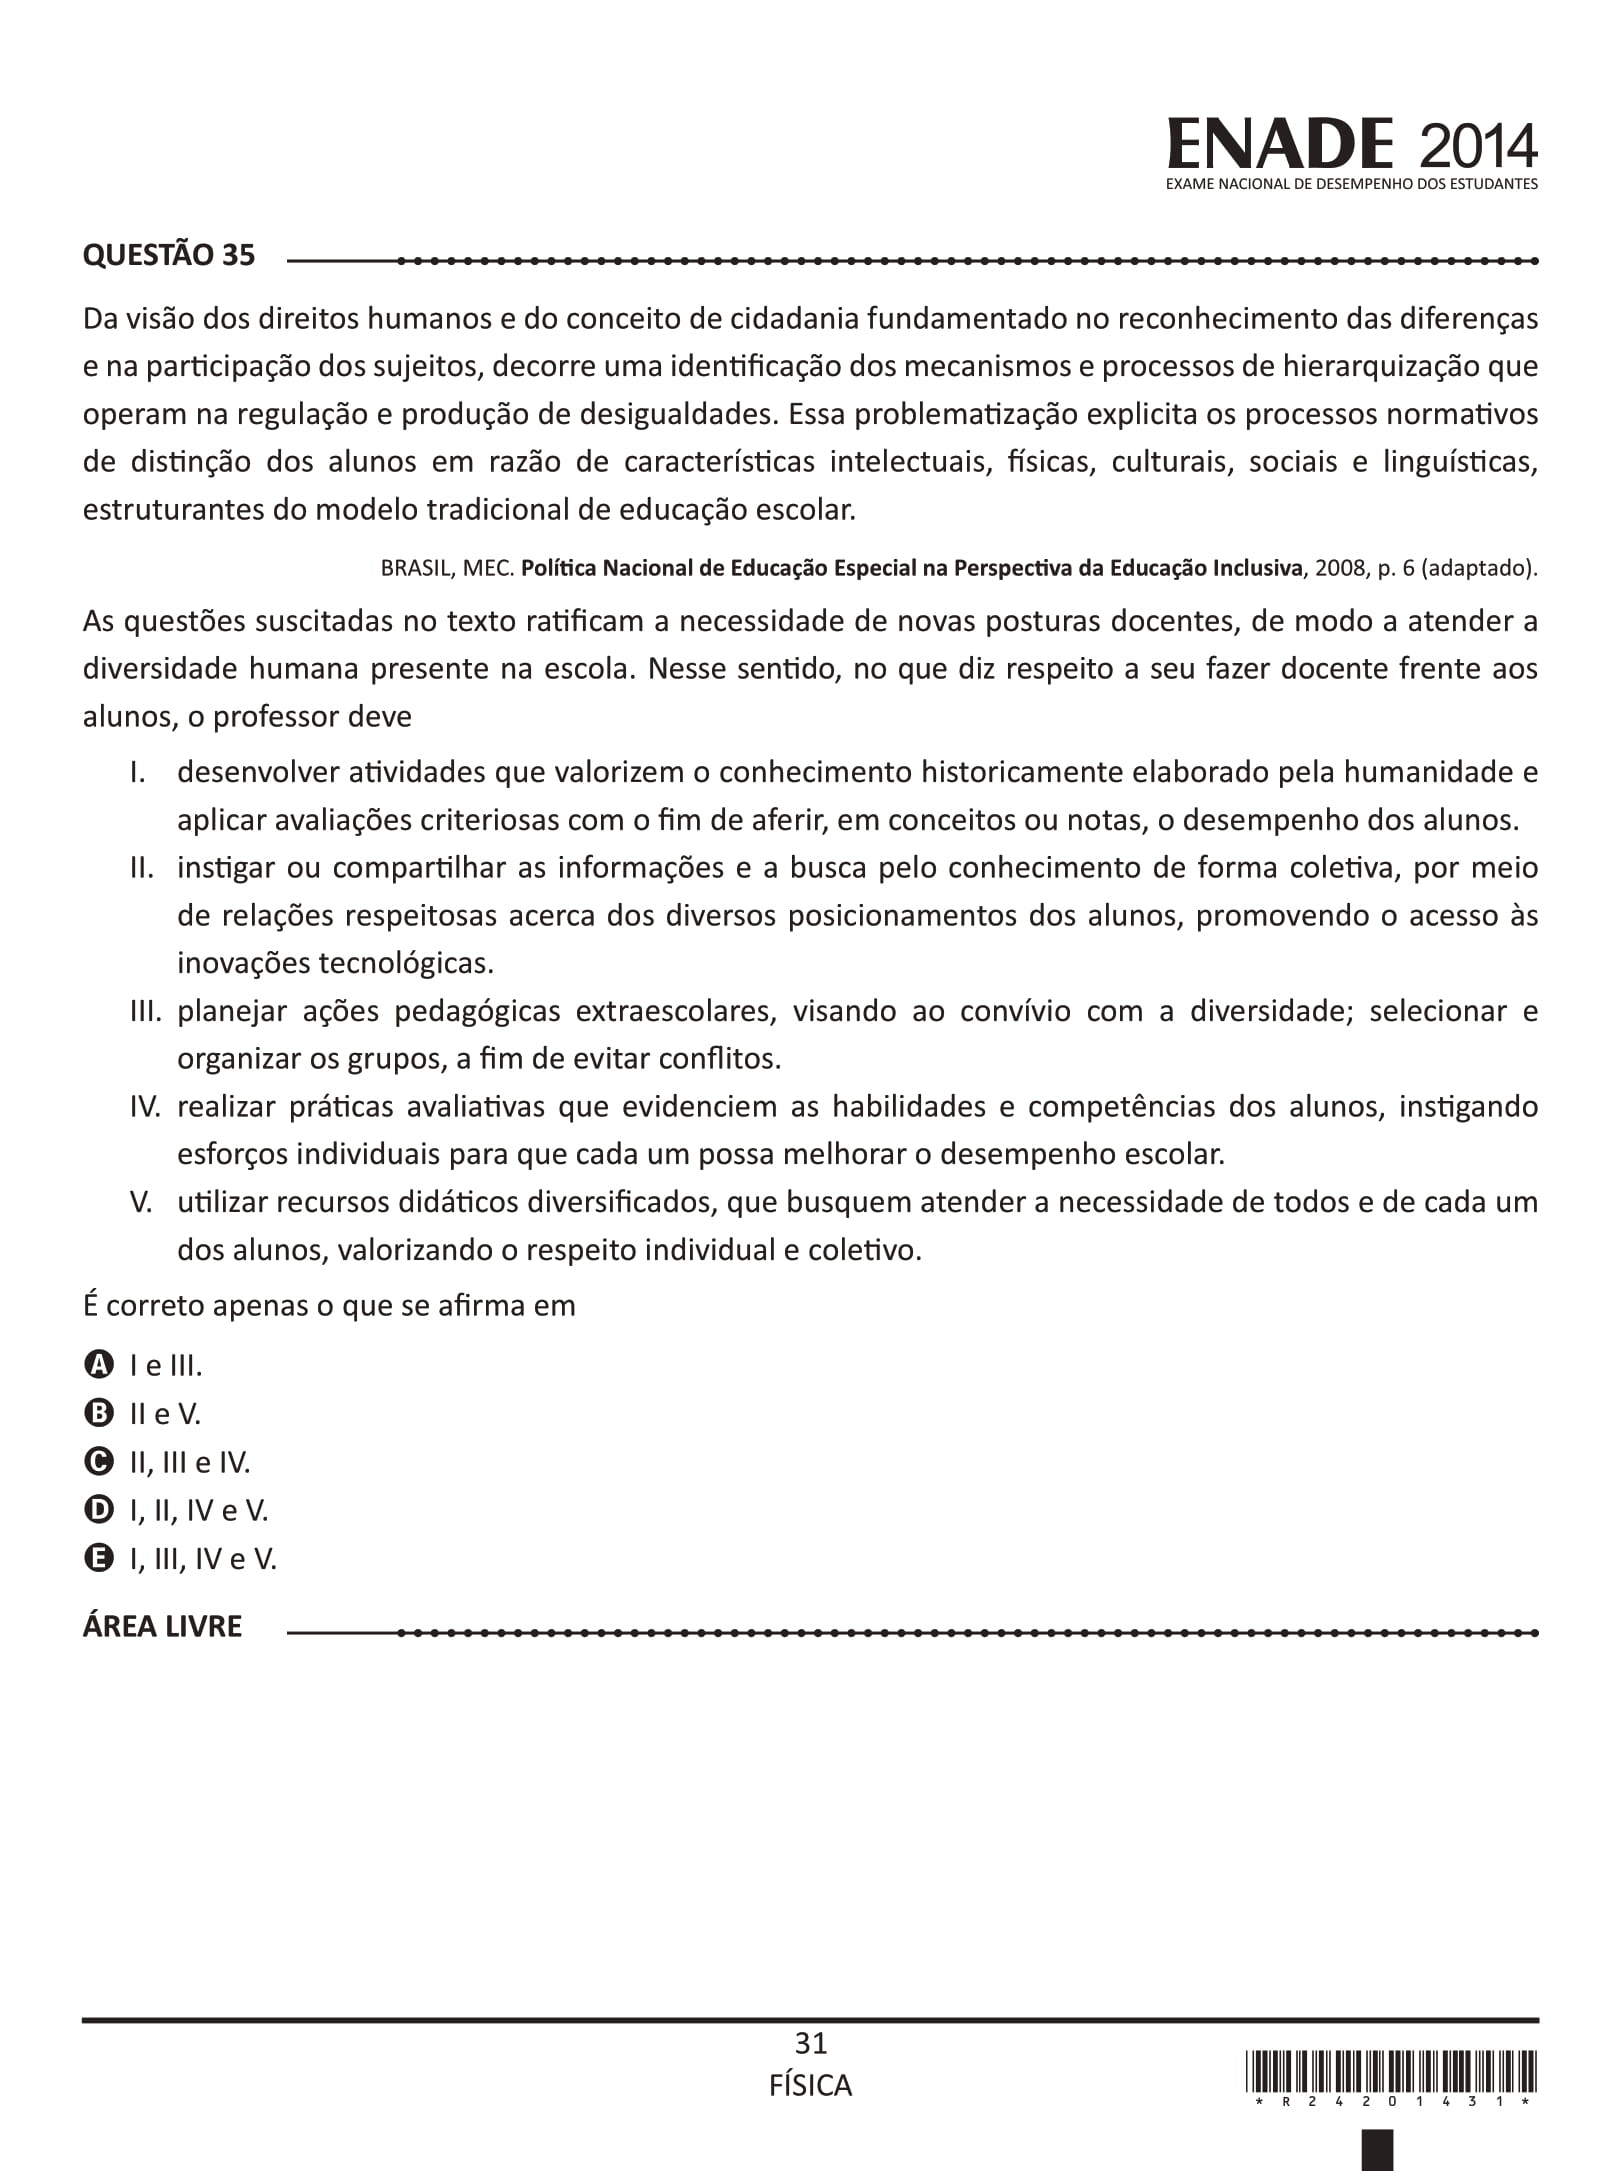 ENADE 2014
EXAME NACIONAL DE DESEMPENHO DOS ESTUDANTES
QUESTÃO 35
Da visão dos direitos humanos e do conceito de cidadania fundamentado no reconhecimento das diferenças
e na participação dos sujeitos, decorre uma identificação dos mecanismos e processos de hierarquização que
operam na regulação e produção de desigualdades. Essa problematização explicita os processos normativos
de distinção dos alunos em razão de características intelectuais, físicas, culturais, sociais e linguísticas,
estruturantes do modelo tradicional de educação escolar.
BRASIL, MEC. Política Nacional de Educação Especial na Perspectiva da Educação Inclusiva, 2008, p. 6 (adaptado).
As questões suscitadas no texto ratificam a necessidade de novas posturas docentes, de modo a atender a
diversidade humana presente na escola. Nesse sentido, no que diz respeito a seu fazer docente frente aos
alunos, o professor deve
I. desenvolver atividades que valorizem o conhecimento historicamente elaborado pela humanidade e
aplicar avaliações criteriosas com o fim de aferir, em conceitos ou notas, o desempenho dos alunos.
II. instigar ou compartilhar as informações e a busca pelo conhecimento de forma coletiva, por meio
de relações respeitosas acerca dos diversos posicionamentos dos alunos, promovendo o acesso às
inovações tecnológicas.
III. planejar ações pedagógicas extraescolares, visando ao convívio com a diversidade; selecionar e
organizar os grupos, a fim de evitar conflitos.
IV. realizar práticas avaliativas que evidenciem as habilidades e competências dos alunos, instigando
esforços individuais para que cada um possa melhorar o desempenho escolar.
V. utilizar recursos didáticos diversificados, que busquem atender a necessidade de todos e de cada um
dos alunos, valorizando o respeito individual e coletivo.
É correto apenas o que se afirma em
A I e III.
B II e V.
C II, III e IV.
D I, II, IV e V.
E I, III, IV e V.
ÁREA LIVRE
31
FÍSICA
*R24201431*